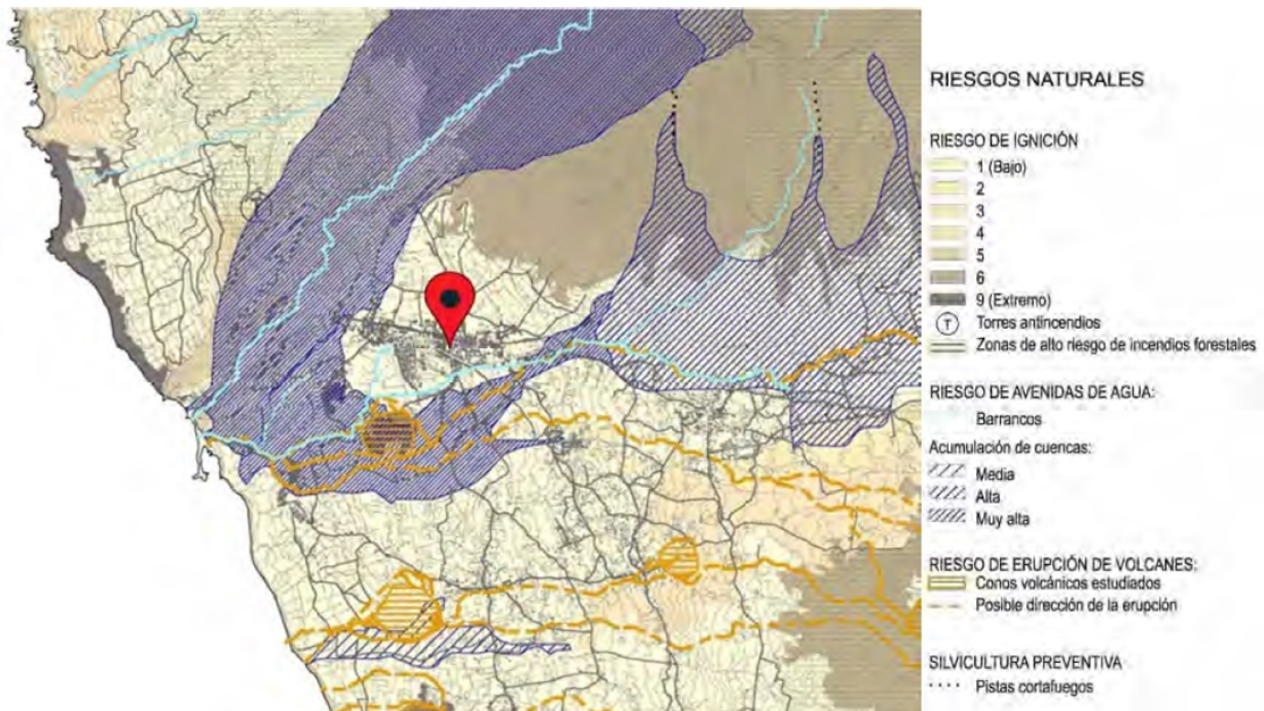 RIESGOS NATURALES
RIESGO DE IGNICIÓN
1 (Bajo)
2
3
4
5
6
9 (Extremo)
T
Torres antincendios
Zonas de alto riesgo de incendios forestales
RIESGO DE AVENIDAS DE AGUA:
Barrancos
Acumulación de cuencas:
Media
Alta
Muy alta
RIESGO DE ERUPCIÓN DE VOLCANES:
Conos volcánicos estudiados
Posible dirección de la erupción
SILVICULTURA PREVENTIVA
Pistas cortafuegos